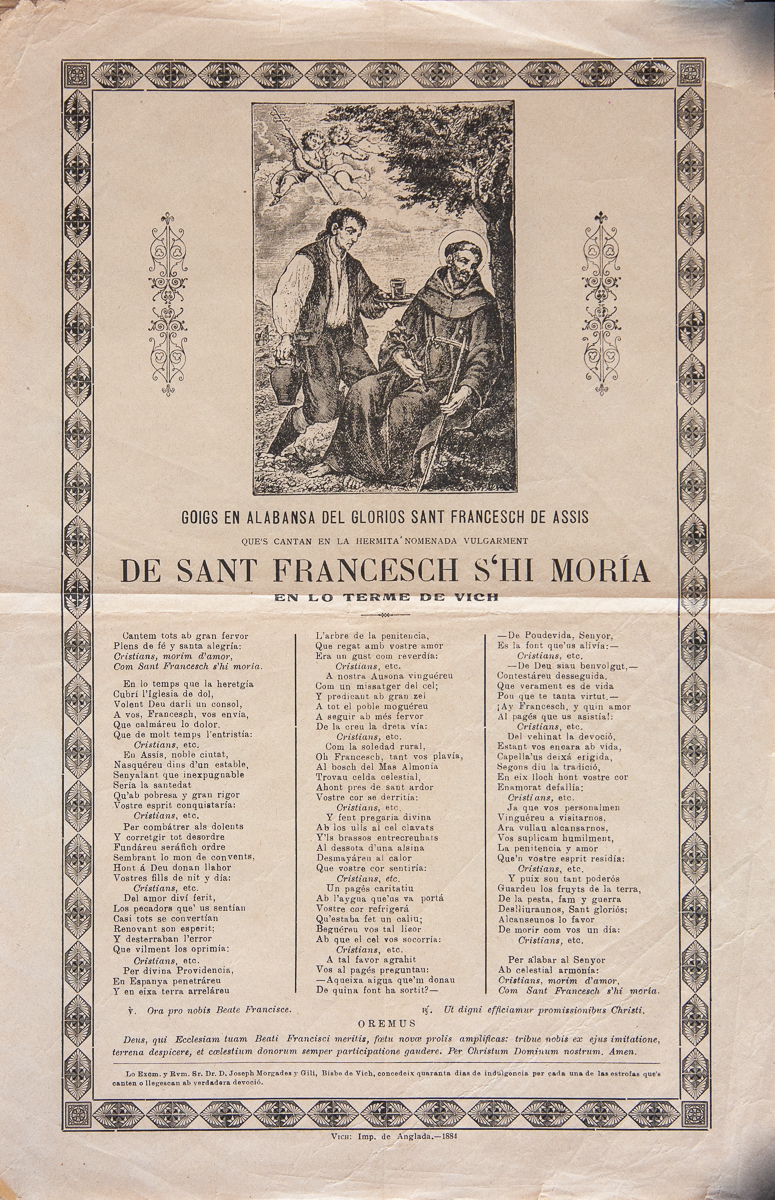 GOIGS EN ALABANSA DEL GLORIOS SANT FRANCESCH DE ASSIS
QUE'S CANTAN EN LA HERMITA NOMENADA VULGARMENT
DE SANT FRANCESCH S'HI MORÍA
EN LO TERME DE VICH
Cantem tots ab gran fervor
Plens de fé y santa alegria:
Cristians, morim d'amor,
Com Sant Francesch s'hi moria.
En lo temps que la heretgia
Cubrí l'Iglesia de dol,
Volent Deu darli un consol,
A vos, Francesch, vos envia,
Que calmáreu lo dolor,
Que de molt temps l'entristia:
Cristians, etc.
En Assis, noble ciutat,
Nasquéreu dins d'un estable,
Senyalant que inexpugnable
Seria la santedat
Qu'ab pobresa y gran rigor
Vostre esprit conquistaria:
Cristians, etc.
Per combátrer als dolents
Y corretgir tot desordre
Fundáreu seráfich ordre
Sembrant lo mon de convents,
Hont á Deu donan llahor
Vostres fills de nit y dia:
Cristians, etc.
Del amor diví ferit,
Los pecadors que' us sentian
Casi tots se convertian
Renovant son esperit;
Y desterraban l'error
Que vilment los oprimia:
Cristians, etc.
Per divina Providencia,
En Espanya penetráreu
Y en eixa terra arreláreu
L'arbre de la penitencia,
Que regat amb vostre amor
Era un gust com reverdia:
Cristians, etc.
A nostra Ausona vinguéreu
Com un missatger del cel;
Y predicant ab gran zel
A tot el poble moguéreu
A seguir ab més fervor
De la creu la dreta via:
Cristians, etc.
Com la soledad rural,
Oh Francesch, tant vos plavia,
Al bosch del Mas Almonia
Trovau celda celestial,
Ahont pres de sant ardor
Vostre cor se derritia:
Cristians, etc.
Y fent pregaria divina
Ab los ulls al cel clavats
Y'ls brassos entrecreuhats
Al dessota d'una alsina
Desmayáreu al calor
Que vostre cor sentiria:
Cristians, etc.
Un pagés caritatiu
Ab l'aygua que'us va portá
Vostre cor refrigerá
Qu'estaba fet un caliu;
Beguéreu vos tal licor
Ab que el cel vos socorria:
Cristians, etc.
A tal favor agrahit
Vos al pagés preguntau:
—Aqueixa aigua que'm donau
De quina font ha sortit?—
—De Poudevida, Senyor,
Es la font que'us alivia:—
Cristians, etc.
—De Deu siau benvolgut,—
Contestáreu desseguida,
Que verament es de vida
Pou que te tanta virtut.—
¡Ay Francesch, y quin amor
Al pagés que us asistia!:
Cristians, etc.
Del vehinat la devoció,
Estant vos encara ab vida,
Capella'us deixá erigida,
Segons diu la tradició,
En eix lloch hont vostre cor
Enamorat defallia:
Cristians, etc.
Ja que vos personalmen
Vinguéreu a visitarnos,
Ara vullau alcansarnos,
Vos suplicam humilment,
La penitencia y amor
Que'n vostre esprit residia:
Cristians, etc.
Y puix sou tant poderós
Guardeu los fruyts de la terra,
De la pesta, fam y guerra
Deslliuraunos, Sant gloriós;
Alcanseunos lo favor
De morir com vos un dia:
Cristians, etc.
Per alabar al Senyor
Ab celestial armonía:
Cristians, morim d'amor,
Com Sant Francesch s'hi moria.
℣. Ora pro nobis Beate Francisce.
℟. Ut digni efficiamur promissionibus Christi.
OREMUS
Deus, qui Ecclesiam tuam Beati Francisci meritis, fœtu novæ prolis amplificas: tribue nobis ex ejus imitatione,
terrena despicere, et cœlestium donorum semper participatione gaudere. Per Christum Dominum nostrum. Amen.
Lo Excm. y Rvm. Sr. Dr. D. Joseph Morgades y Gili, Bisbe de Vich, concedeix quaranta dias de indulgencia per cada una de las estrofas que's
canten o llegescan ab verdadera devoció.
Vich: Imp. de Anglada.—1884